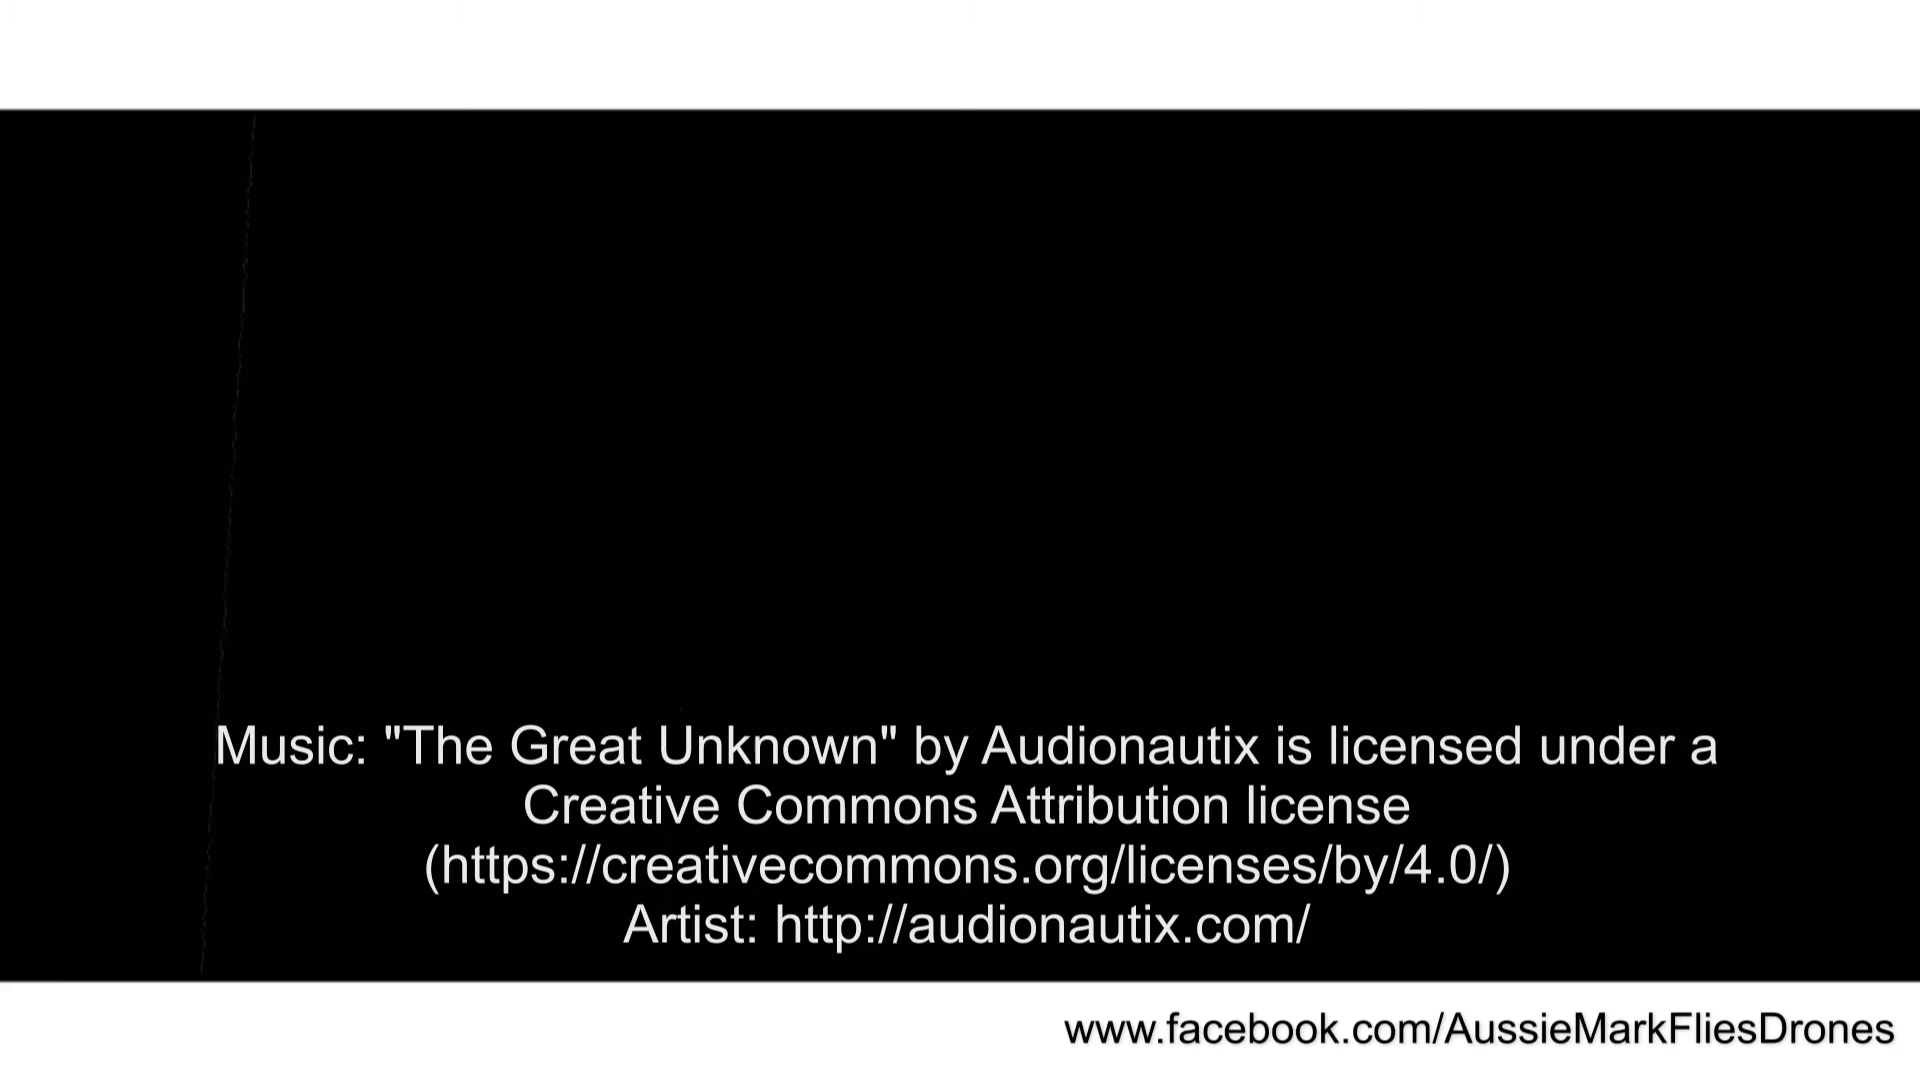 Music: "The Great Unknown" by Audionautix is licensed under a
Creative Commons Attribution license
(https://creativecommons.org/licenses/by/4.0/)
Artist: http://audionautix.com/
www.facebook.com/AussieMarkFliesDrones